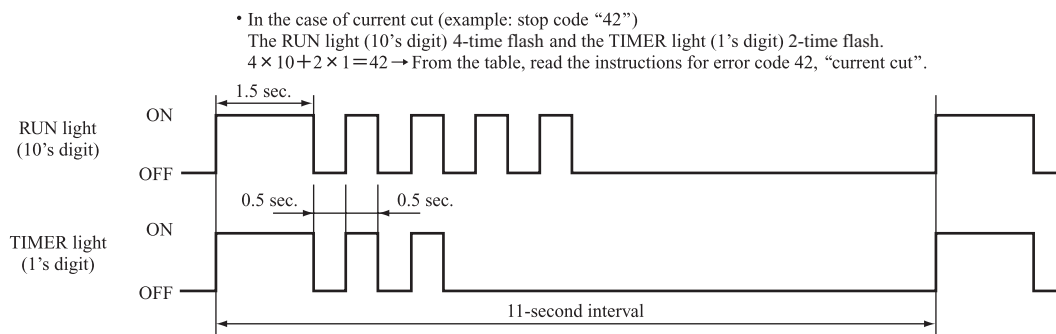 • In the case of current cut (example: stop code “42”)
The RUN light (10’s digit) 4-time flash and the TIMER light (1’s digit) 2-time flash.
4 × 10＋2 × 1＝42 → From the table, read the instructions for error code 42, “current cut”.
1.5 sec.
RUN light
(10’s digit)
ON
OFF
0.5 sec.
0.5 sec.
TIMER light
(1’s digit)
ON
OFF
11-second interval